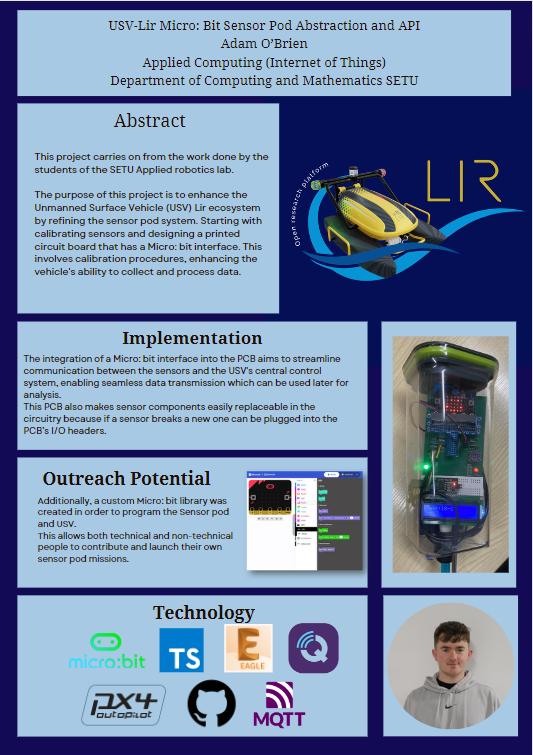 USV-Lir Micro: Bit Sensor Pod Abstraction and API
Adam O'Brien
Applied Computing (Internet of Things)
Department of Computing and Mathematics SETU
Abstract
This project carries on from the work done by the
students of the SETU Applied robotics lab.
The purpose of this project is to enhance the
Unmanned Surface Vehicle (USV) Lir ecosystem
by refining the sensor pod system. Starting with
calibrating sensors and designing a printed
circuit board that has a Micro: bit interface. This
involves calibration procedures, enhancing the
vehicle's ability to collect and process data.
Open research platform
LIR
Implementation
The integration of a Micro: bit interface into the PCB aims to streamline
communication between the sensors and the USV's central control
system, enabling seamless data transmission which can be used later for
analysis.
This PCB also makes sensor components easily replaceable in the
circuitry because if a sensor breaks a new one can be plugged into the
PCB's I/O headers.
Outreach Potential
Additionally, a custom Micro: bit library was
created in order to program the Sensor pod
and USV.
This allows both technical and non-technical
people to contribute and launch their own
sensor pod missions.
Technology
micro:bit
TS
E
EAGLE
Q
px4
autopilot
MQTT